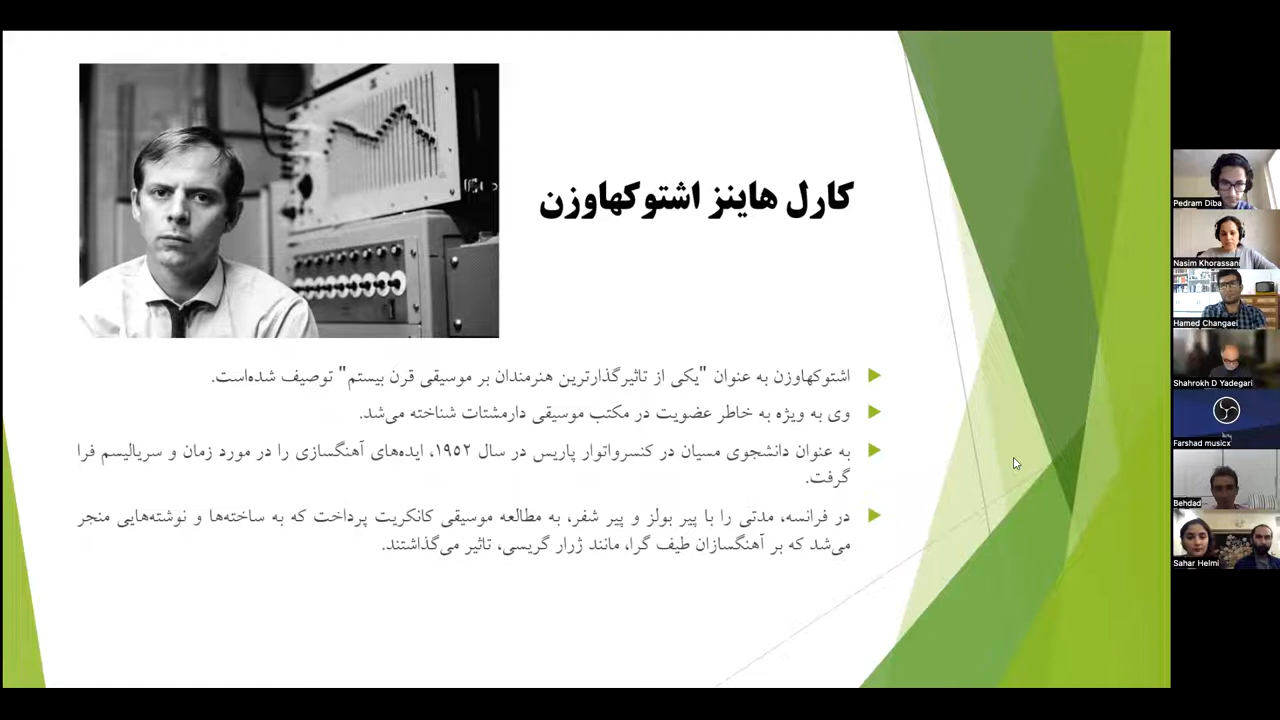 کارل هاینز اشتوکهاوزن
اشتوکهاوزن به عنوان "یکی از تاثیرگذارترین هنرمندان بر موسیقی قرن بیستم" توصیف شده‌است.
وی به ویژه به خاطر عضویت در مکتب موسیقی دارمشتات شناخته می‌شد.
به عنوان دانشجوی مسیان در کنسرواتوار پاریس در سال ۱۹۵۲، ایده‌های آهنگسازی را در مورد زمان و سریالیسم فرا
گرفت.
در فرانسه، مدتی را با پیر بولز و پیر شفر، به مطالعه موسیقی کانکریت پرداخت که به ساخته‌ها و نوشته‌هایی منجر
می‌شد که بر آهنگسازان طیف گرا، مانند ژرار گریسی، تاثیر می‌گذاشتند.
Pedram Diba
Nasim Khorassani
Hamed Changaei
Shahrokh D Yadegari
Farshad musicx
Behdad
Sahar Helmi